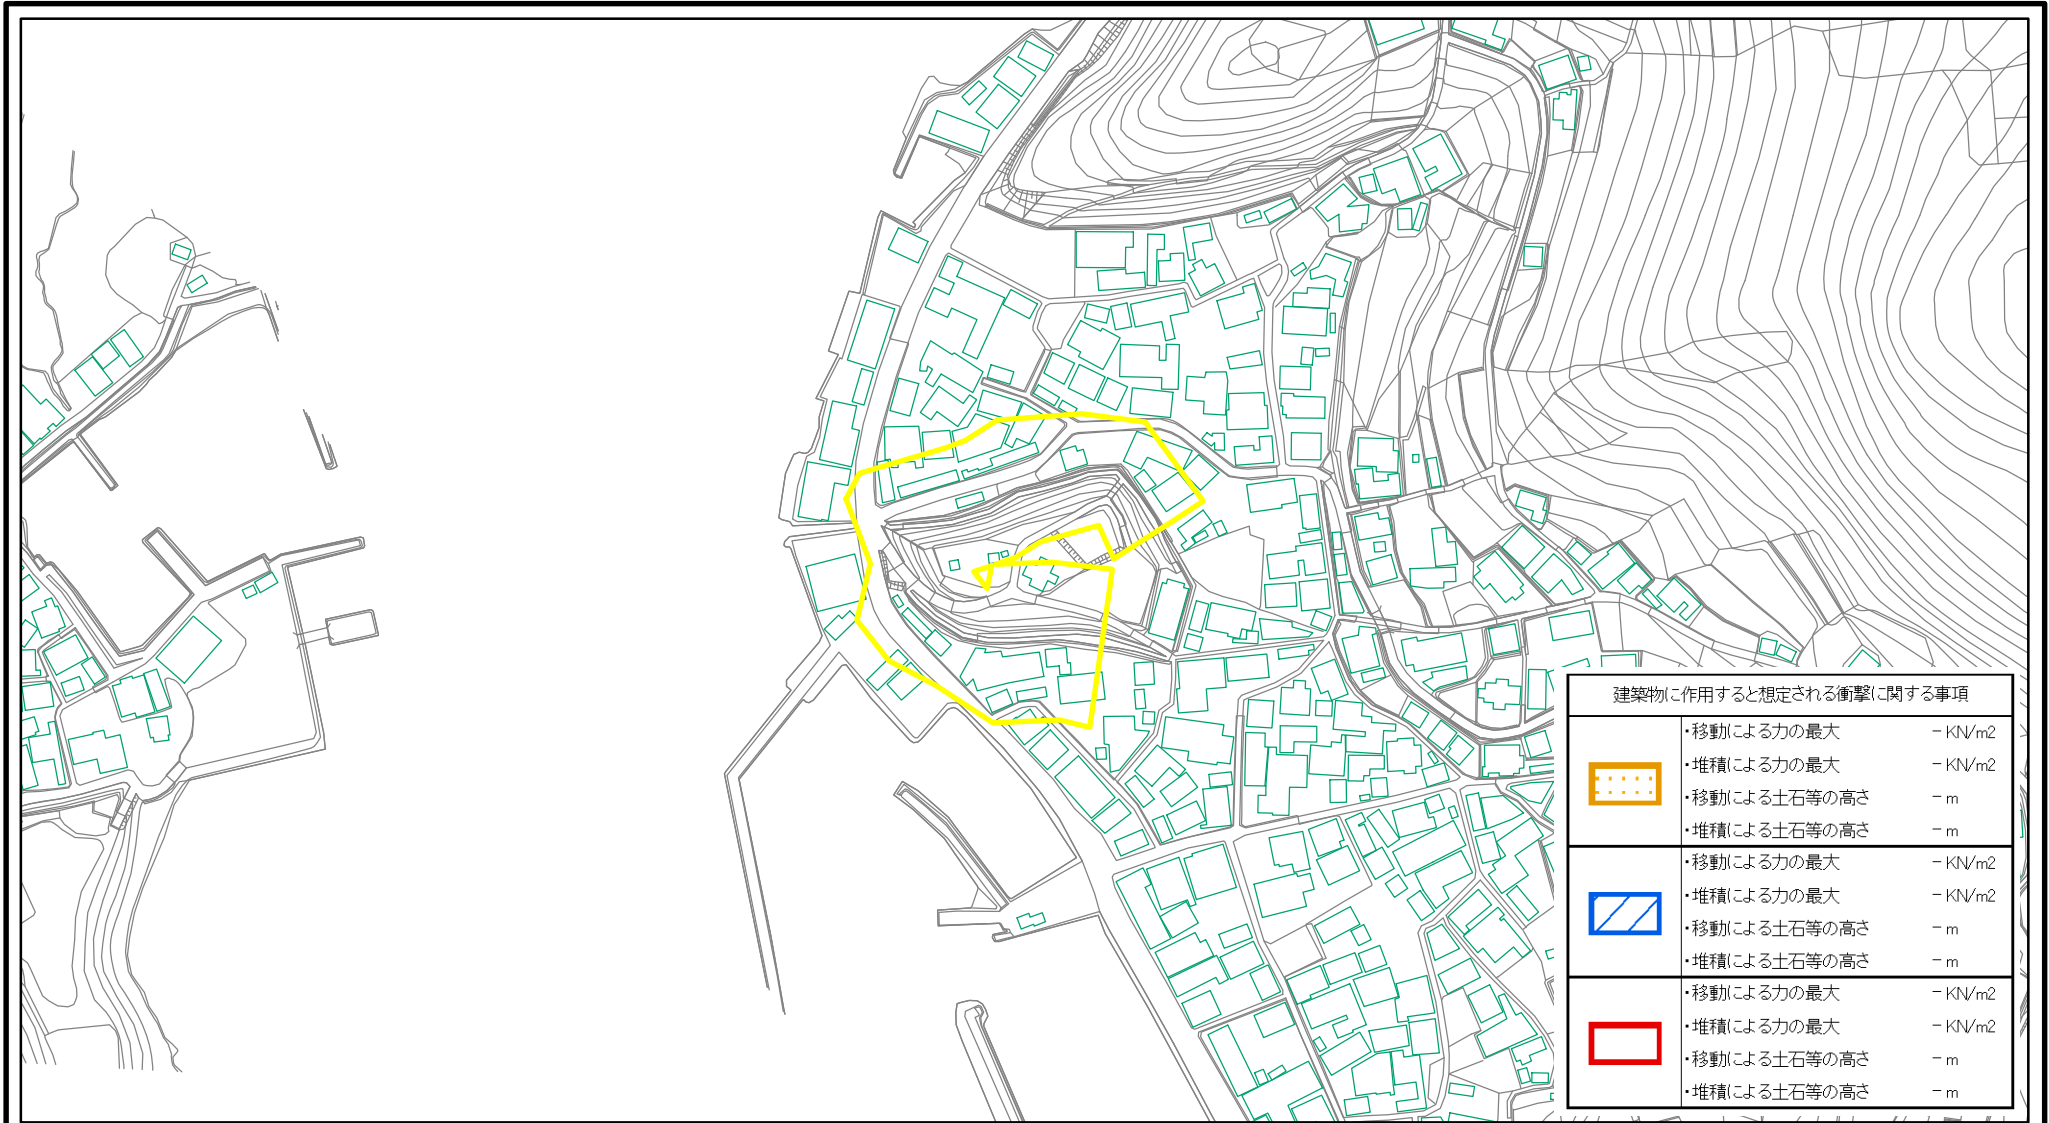 建築物に作用すると想定される衝撃に関する事項
・移動による力の最大 －KN/m2
・堆積による力の最大 －KN/m2
・移動による土石等の高さ －m
・堆積による土石等の高さ －m
・移動による力の最大 －KN/m2
・堆積による力の最大 －KN/m2
・移動による土石等の高さ －m
・堆積による土石等の高さ －m
・移動による力の最大 －KN/m2
・堆積による力の最大 －KN/m2
・移動による土石等の高さ －m
・堆積による土石等の高さ －m